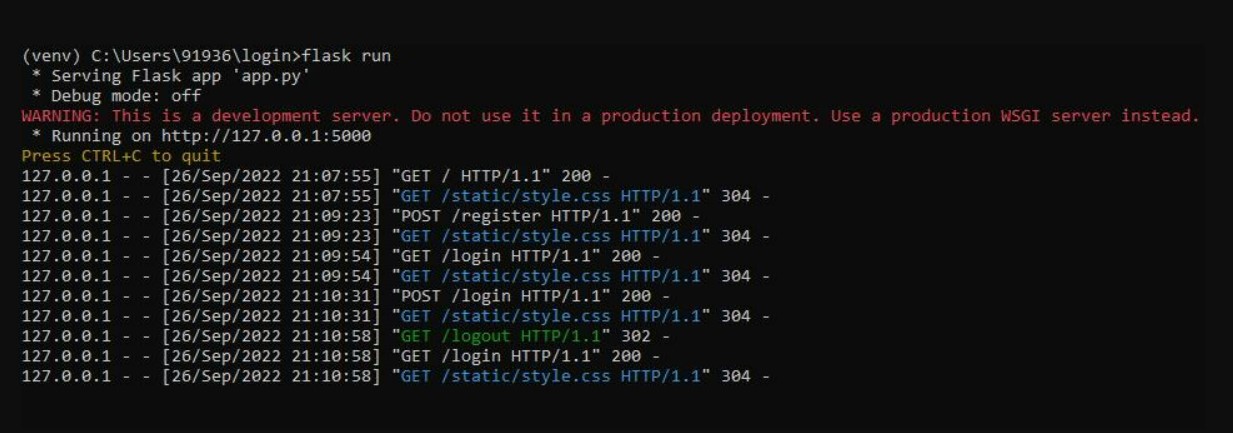 (venv) C:\Users\91936\login>flask run
 * Serving Flask app 'app.py'
 * Debug mode: off
WARNING: This is a development server. Do not use it in a production deployment. Use a production WSGI server instead.
 * Running on http://127.0.0.1:5000
Press CTRL+C to quit
127.0.0.1 - - [26/Sep/2022 21:07:55] "GET / HTTP/1.1" 200 -
127.0.0.1 - - [26/Sep/2022 21:07:55] "GET /static/style.css HTTP/1.1" 304 -
127.0.0.1 - - [26/Sep/2022 21:09:23] "POST /register HTTP/1.1" 200 -
127.0.0.1 - - [26/Sep/2022 21:09:23] "GET /static/style.css HTTP/1.1" 304 -
127.0.0.1 - - [26/Sep/2022 21:09:54] "GET /login HTTP/1.1" 200 -
127.0.0.1 - - [26/Sep/2022 21:09:54] "GET /static/style.css HTTP/1.1" 304 -
127.0.0.1 - - [26/Sep/2022 21:10:31] "POST /login HTTP/1.1" 200 -
127.0.0.1 - - [26/Sep/2022 21:10:31] "GET /static/style.css HTTP/1.1" 304 -
127.0.0.1 - - [26/Sep/2022 21:10:58] "GET /logout HTTP/1.1" 302 -
127.0.0.1 - - [26/Sep/2022 21:10:58] "GET /login HTTP/1.1" 200 -
127.0.0.1 - - [26/Sep/2022 21:10:58] "GET /static/style.css HTTP/1.1" 304 -